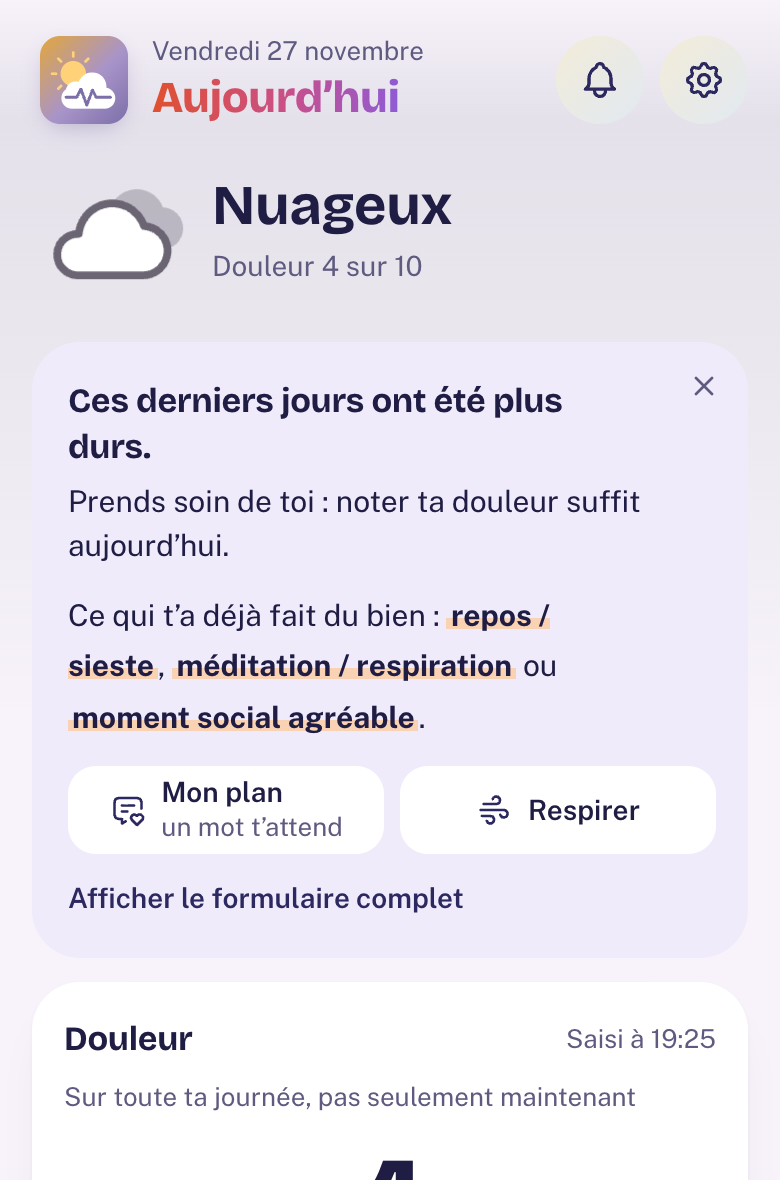 Vendredi 27 novembre
Aujourd’hui
Nuageux
Douleur 4 sur 10
Ces derniers jours ont été plus
durs.
Prends soin de toi : noter ta douleur suffit
aujourd’hui.
Ce qui t’a déjà fait du bien : repos /
sieste, méditation / respiration ou
moment social agréable.
Mon plan
un mot t’attend
Respirer
Afficher le formulaire complet
Douleur
Saisi à 19:25
Sur toute ta journée, pas seulement maintenant
4